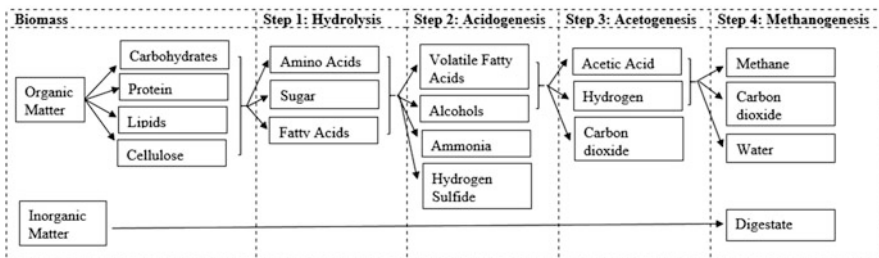 Biomass
Step 1: Hydrolysis
Step 2: Acidogenesis
Step 3: Acetogenesis
Step 4: Methanogenesis
Organic
Matter
Carbohydrates
Protein
Lipids
Cellulose
Amino Acids
Sugar
Fatty Acids
Volatile Fatty
Acids
Alcohols
Ammonia
Hydrogen
Sulfide
Acetic Acid
Hydrogen
Carbon
dioxide
Methane
Carbon
dioxide
Water
Inorganic
Matter
Digestate